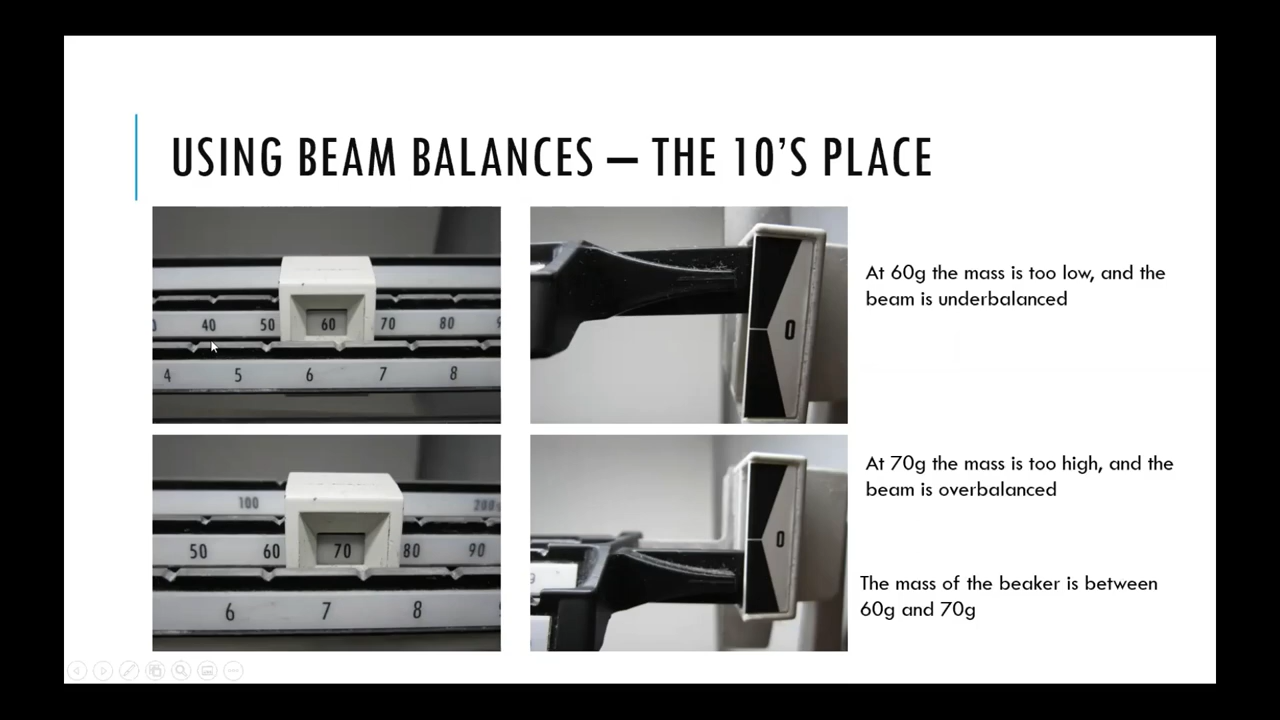 USING BEAM BALANCES – THE 10'S PLACE
40 50 60 70 80
4 5 6 7 8
0
At 60g the mass is too low, and the
beam is underbalanced
100 200
50 60 70 80 90
6 7 8
0
At 70g the mass is too high, and the
beam is overbalanced
The mass of the beaker is between
60g and 70g